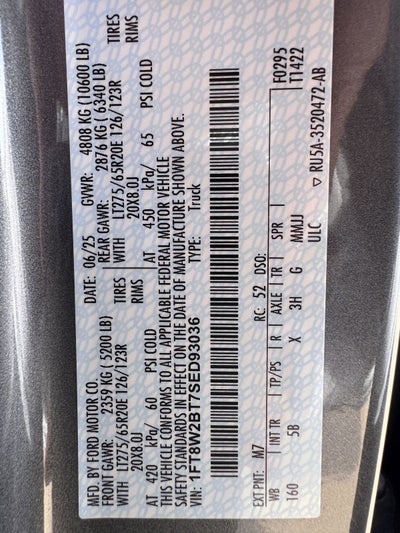 MFD. BY FORD MOTOR CO.
DATE: 06/25 GVWR: 4808 KG (10600 LB)
FRONT GAWR: 2359 KG ( 5200 LB) REAR GAWR: 2876 KG ( 6340 LB)
WITH LT275/65R20E 126/123R TIRES WITH LT275/65R20E 126/123R TIRES
20X8.0J RIMS 20X8.0J RIMS
AT 420 kPa/ 60 PSI COLD AT 450 kPa/ 65 PSI COLD
THIS VEHICLE CONFORMS TO ALL APPLICABLE FEDERAL MOTOR VEHICLE
SAFETY STANDARDS IN EFFECT ON THE DATE OF MANUFACTURE SHOWN ABOVE.
VIN: 1FT8W2BT7SED93036 TYPE: Truck
F0295
T1422
EXT PNT: M7 RC: 52 DSO:
WB INT TR TP/PS R AXLE TR SPR
160 5B X 3H G MMJJ
ULC ▽ RU5A-3520472-AB